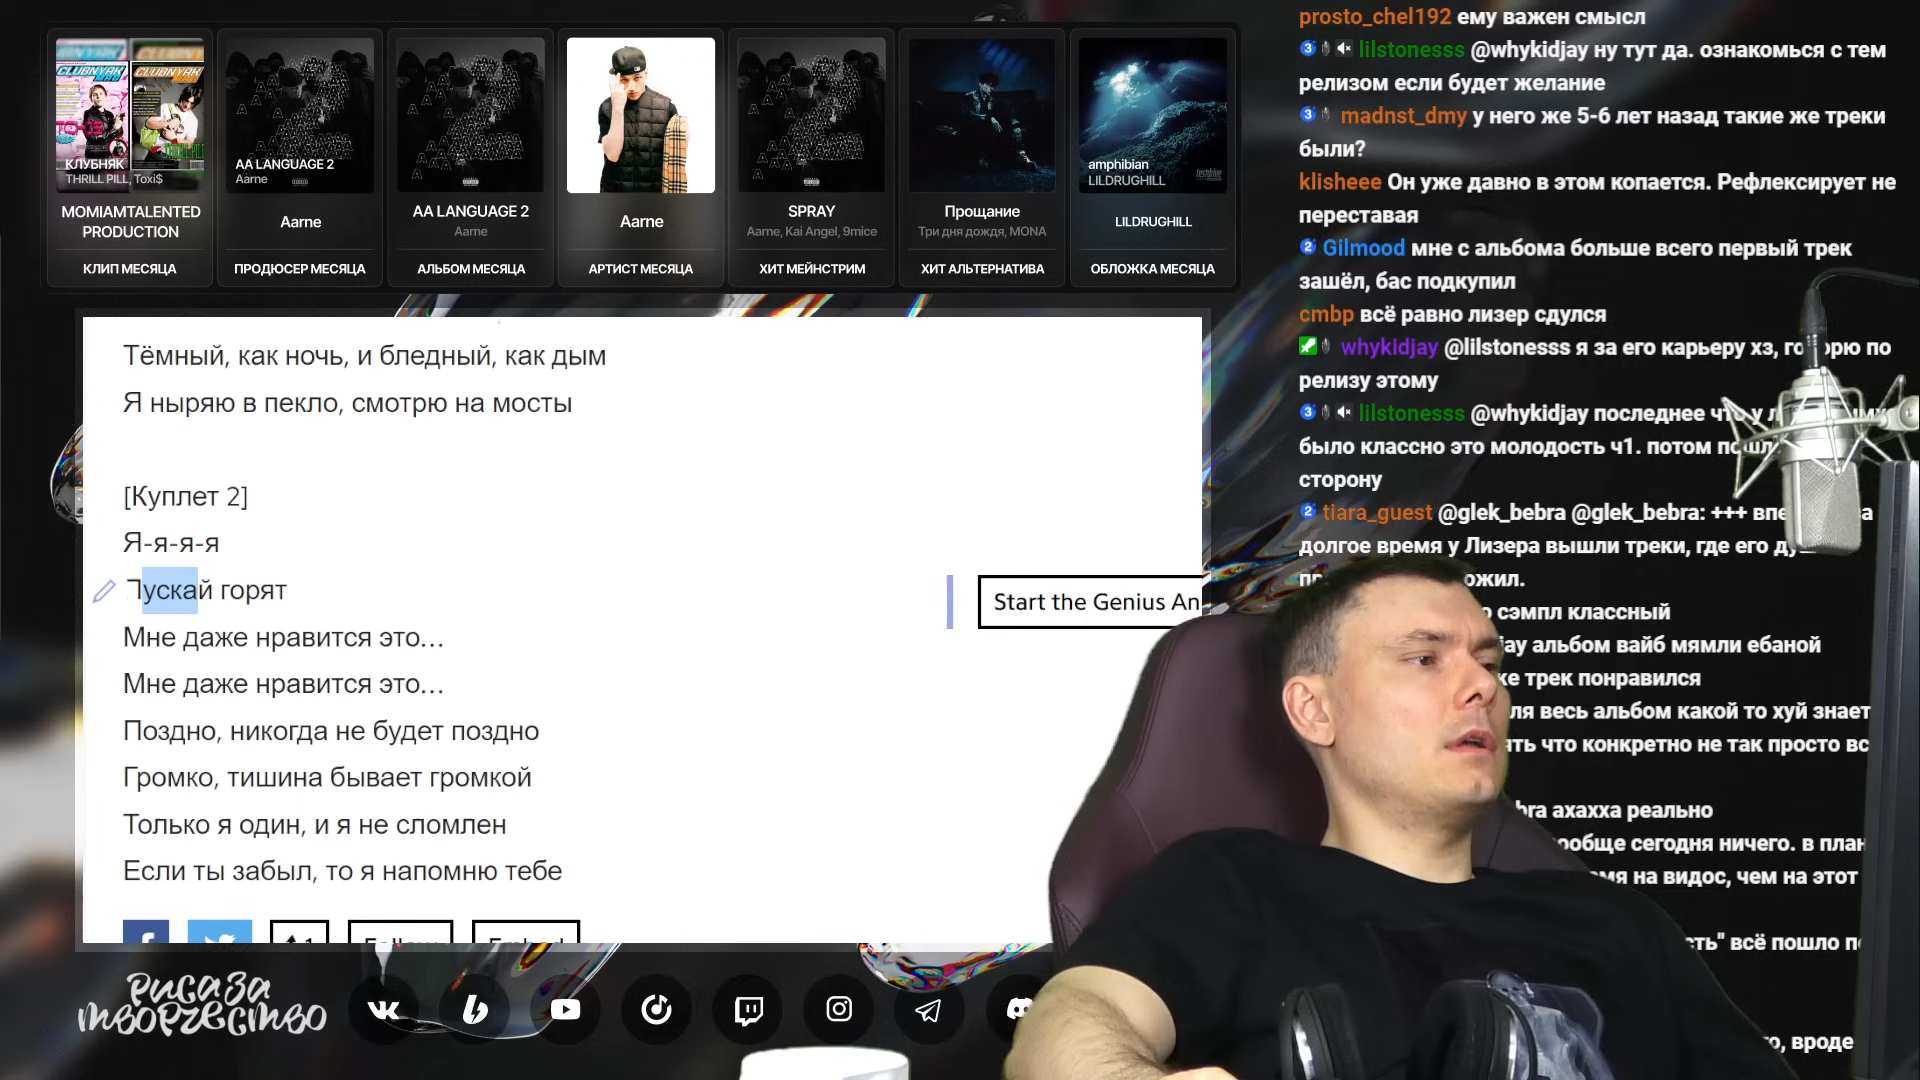 CLUBNYAK
CLUBNYAK
КЛУБНЯК
THRILL PILL, Toxi$
MOMIAMTALENTED
PRODUCTION
КЛИП МЕСЯЦА
AA LANGUAGE 2
Aarne
Aarne
ПРОДЮСЕР МЕСЯЦА
AA LANGUAGE 2
Aarne
АЛЬБОМ МЕСЯЦА
Aarne
АРТИСТ МЕСЯЦА
SPRAY
Aarne, Kai Angel, 9mice
ХИТ МЕЙНСТРИМ
Прощание
Три дня дождя, MONA
ХИТ АЛЬТЕРНАТИВА
amphibian
LILDRUGHILL
LILDRUGHILL
ОБЛОЖКА МЕСЯЦА
Тёмный, как ночь, и бледный, как дым
Я ныряю в пекло, смотрю на мосты
[Куплет 2]
Я-я-я-я
Пускай горят
Мне даже нравится это...
Мне даже нравится это...
Поздно, никогда не будет поздно
Громко, тишина бывает громкой
Только я один, и я не сломлен
Если ты забыл, то я напомню тебе
Start the Genius An
рисаза
творчество
prosto_chel192 ему важен смысл
lilstonesss @whykidjay ну тут да. ознакомься с тем
релизом если будет желание
madnst_dmy у него же 5-6 лет назад такие же треки
были?
klisheee Он уже давно в этом копается. Рефлексирует не
переставая
Gilmood мне с альбома больше всего первый трек
зашёл, бас подкупил
cmbp всё равно лизер сдулся
whykidjay @lilstonesss я за его карьеру хз, говорю по
релизу этому
lilstonesss @whykidjay последнее что у
было классно это молодость ч1. потом
сторону
tiara_guest @glek_bebra @glek_bebra: +++
долгое время у Лизера вышли треки, где его
ожил.
сэмпл классный
альбом вайб мямли ебаной
трек понравился
весь альбом какой то хуй знает
что конкретно не так просто
ахахха реально
сегодня ничего. в
на видос, чем на этот
всё пошло
вроде